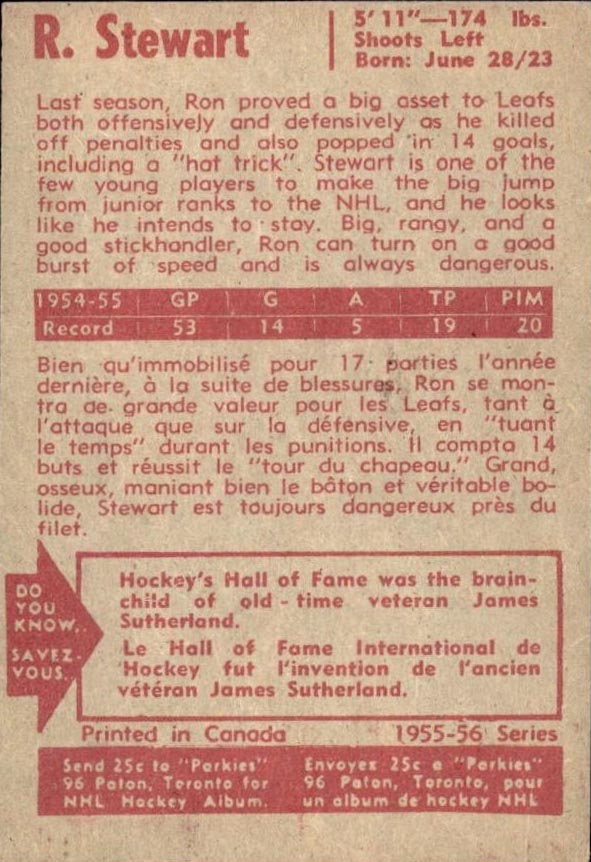 R. Stewart
5' 11"—174 lbs.
Shoots Left
Born: June 28/23
Last season, Ron proved a big asset to Leafs
both offensively and defensively as he killed
off penalties and also popped in 14 goals,
including a "hat trick". Stewart is one of the
few young players to make the big jump
from junior ranks to the NHL, and he looks
like he intends to stay. Big, rangy, and a
good stickhandler, Ron can turn on a good
burst of speed and is always dangerous.
1954-55 GP G A TP PIM
Record 53 14 5 19 20
Bien qu'immobilisé pour 17 parties l'année
dernière, à la suite de blessures, Ron se mon-
tra de grande valeur pour les Leafs, tant à
l'attaque que sur la défensive, en "tuant
le temps" durant les punitions. Il compta 14
buts et réussit le "tour du chapeau." Grand,
osseux, maniant bien le bâton et véritable bo-
lide, Stewart est toujours dangereux près du
filet.
DO
YOU
KNOW..
SAVEZ-
VOUS.
Hockey's Hall of Fame was the brain-
child of old-time veteran James
Sutherland.
Le Hall of Fame International de
Hockey fut l'invention de l'ancien
vétéran James Sutherland.
Printed in Canada 1955-56 Series
Send 25c to "Parkies"
96 Paton, Toronto for
NHL Hockey Album.
Envoyez 25c a "Parkies"
96 Paton, Toronto, pour
un album de hockey NHL